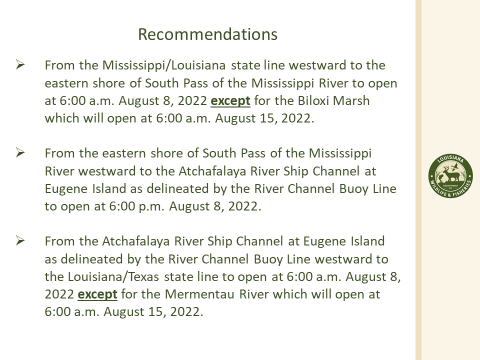 Recommendations
➢ From the Mississippi/Louisiana state line westward to the
eastern shore of South Pass of the Mississippi River to open
at 6:00 a.m. August 8, 2022 except for the Biloxi Marsh
which will open at 6:00 a.m. August 15, 2022.
➢ From the eastern shore of South Pass of the Mississippi
River westward to the Atchafalaya River Ship Channel at
Eugene Island as delineated by the River Channel Buoy Line
to open at 6:00 p.m. August 8, 2022.
➢ From the Atchafalaya River Ship Channel at Eugene Island
as delineated by the River Channel Buoy Line westward to
the Louisiana/Texas state line to open at 6:00 a.m. August 8,
2022 except for the Mermentau River which will open at
6:00 a.m. August 15, 2022.
LOUISIANA
WILDLIFE & FISHERIES